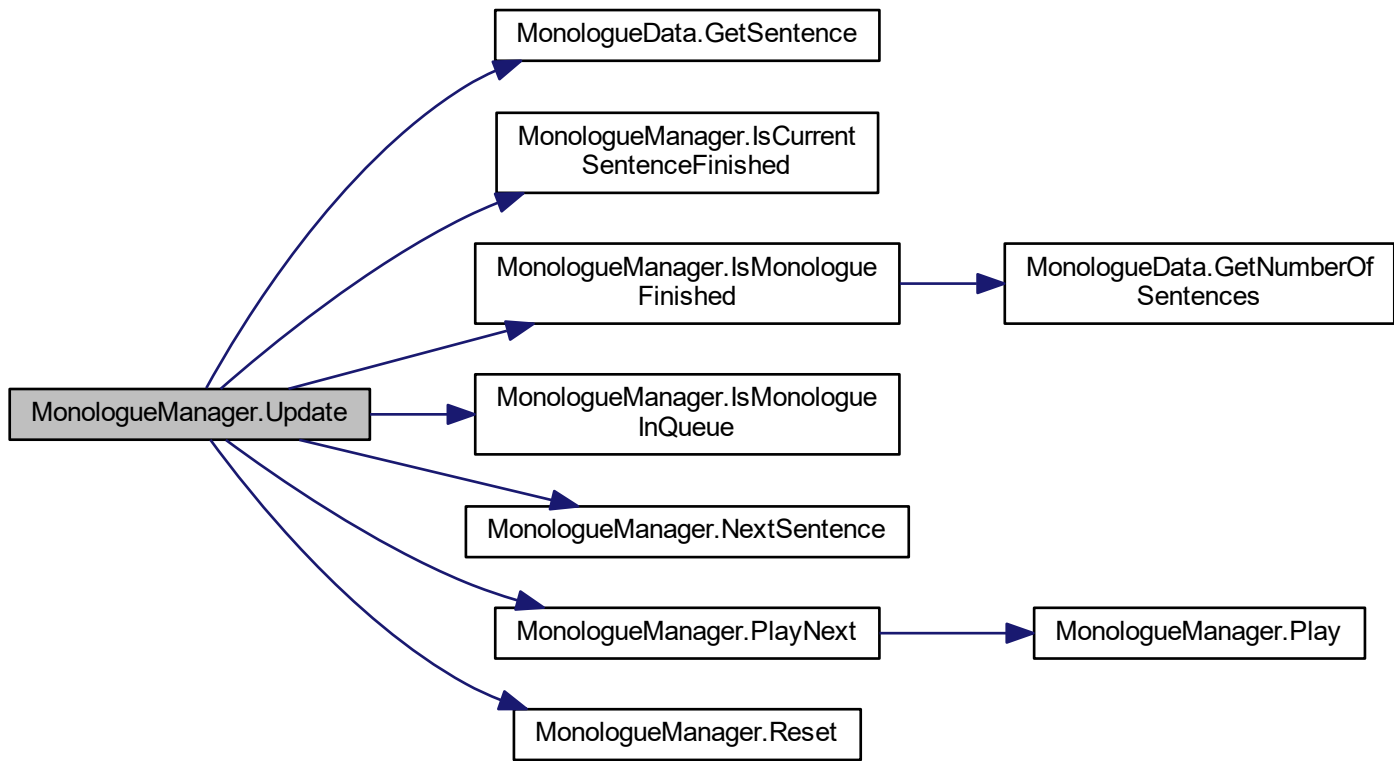 MonologueData.GetSentence
MonologueManager.IsCurrent
SentenceFinished
MonologueManager.IsMonologue
Finished
MonologueData.GetNumberOf
Sentences
MonologueManager.Update
MonologueManager.IsMonologue
InQueue
MonologueManager.NextSentence
MonologueManager.PlayNext
MonologueManager.Play
MonologueManager.Reset